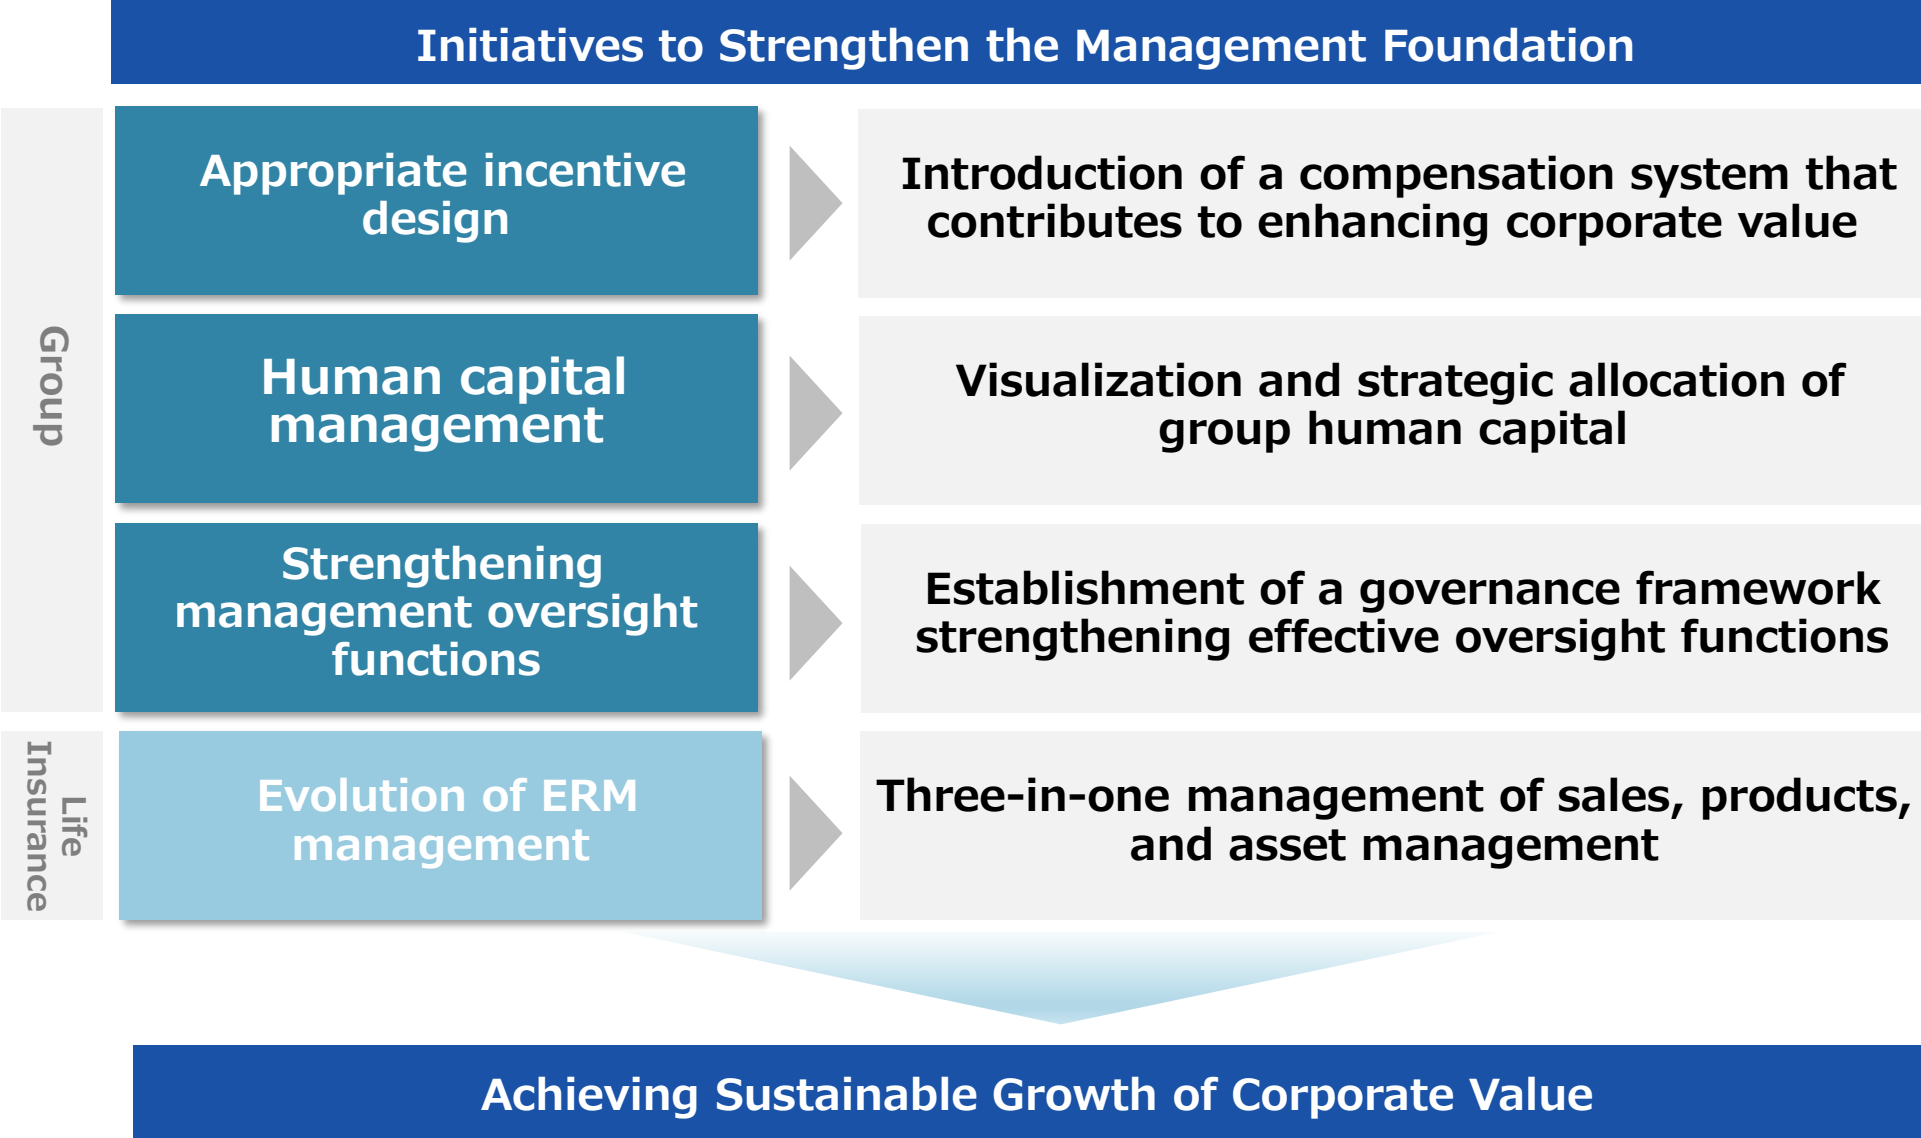 Initiatives to Strengthen the Management Foundation
Group
Appropriate incentive
design
Introduction of a compensation system that
contributes to enhancing corporate value
Human capital
management
Visualization and strategic allocation of
group human capital
Strengthening
management oversight
functions
Establishment of a governance framework
strengthening effective oversight functions
Life
Insurance
Evolution of ERM
management
Three-in-one management of sales, products,
and asset management
Achieving Sustainable Growth of Corporate Value